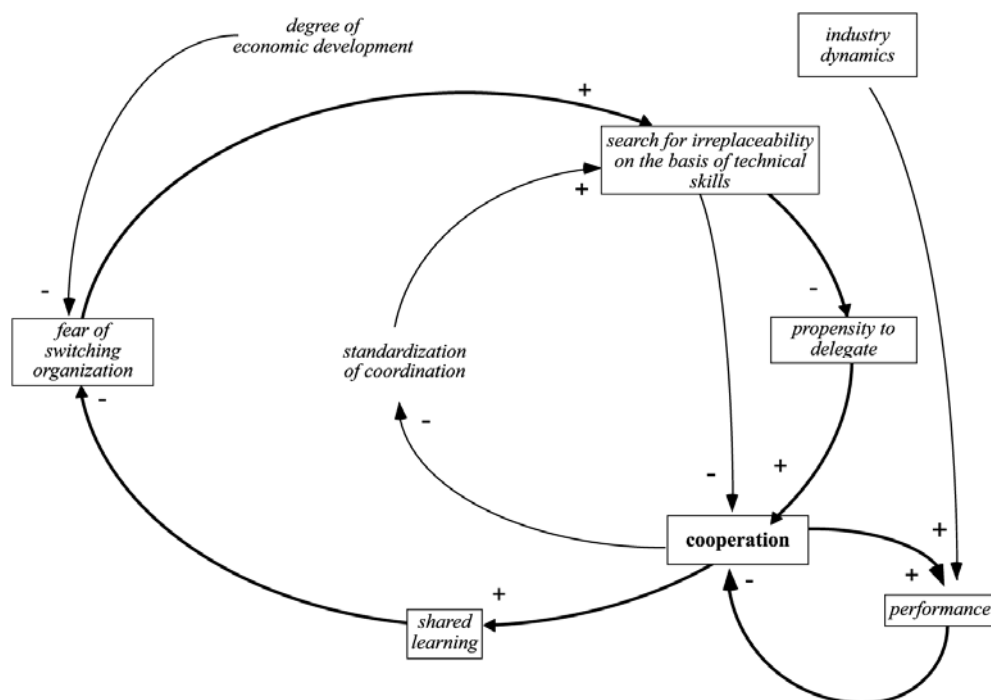 degree of
economic development
industry
dynamics
+
search for irreplaceability
on the basis of technical
skills
+
-
-
fear of
switching
organization
propensity to
delegate
standardization
of coordination
-
-
+
-
cooperation
+
+
-
+
performance
shared
learning